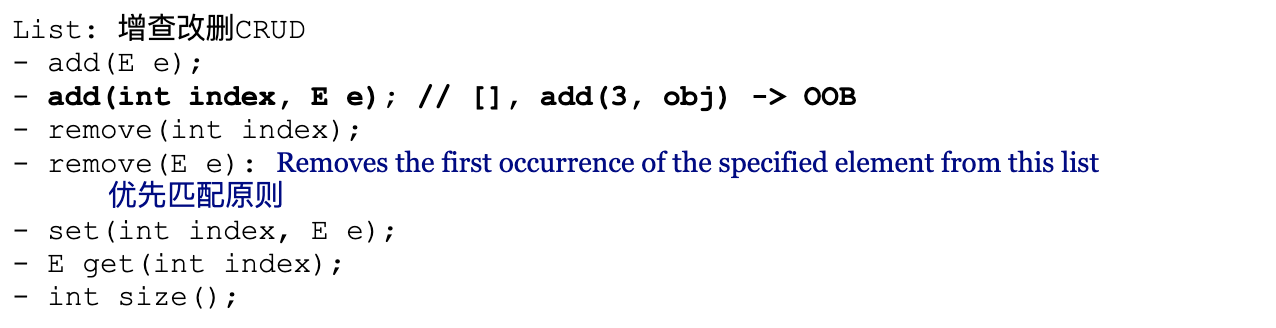 List: 增查改删CRUD
- add(E e);
- add(int index, E e); // [], add(3, obj) -> OOB
- remove(int index);
- remove(E e): Removes the first occurrence of the specified element from this list
优先匹配原则
- set(int index, E e);
- E get(int index);
- int size();